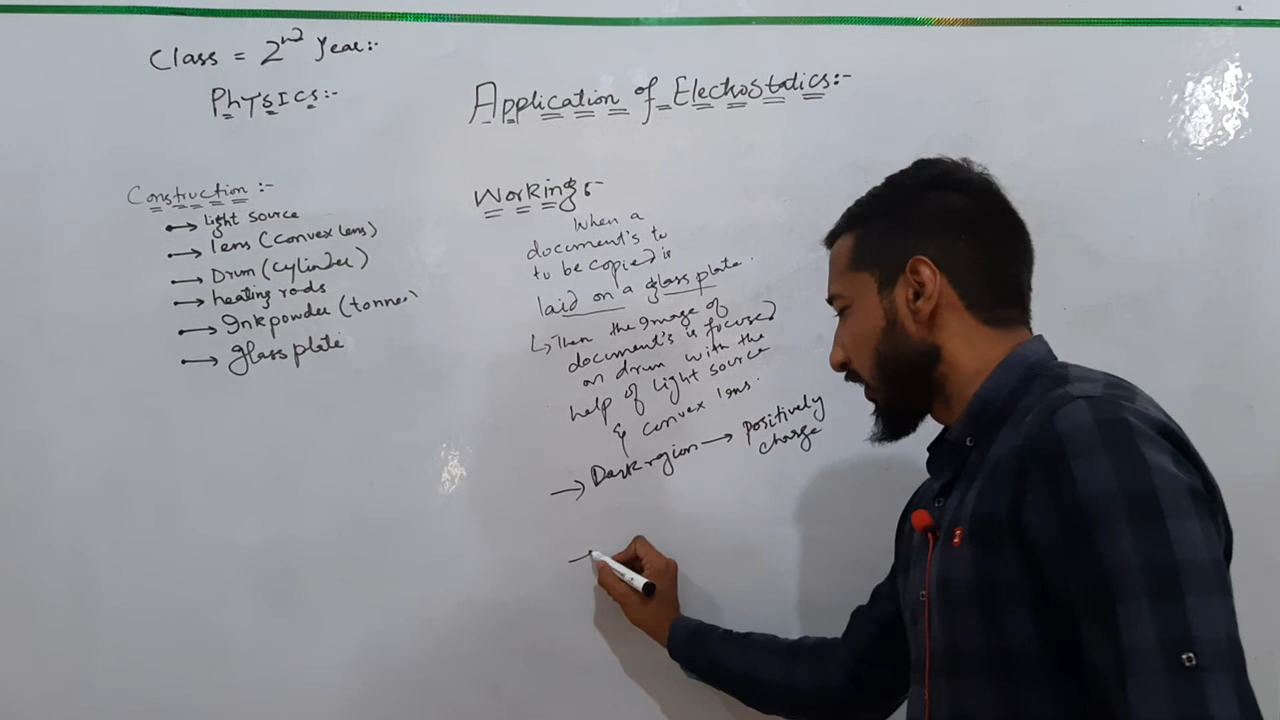 Class = 2nd year:-
Physics:-
Application of Electrostatics:-
Construction:-
→ light source
→ lens (convex lens)
→ Drum (cylinder)
→ heating rods
→ Ink powder (tonner
→ glass plate
Working:-
When a
document's to
to be copied is
laid on a glass plate.
↳ Then the Image of
document's is focused
on drum with the
help of light source
& convex lens.
→ Dark region → positively
charge